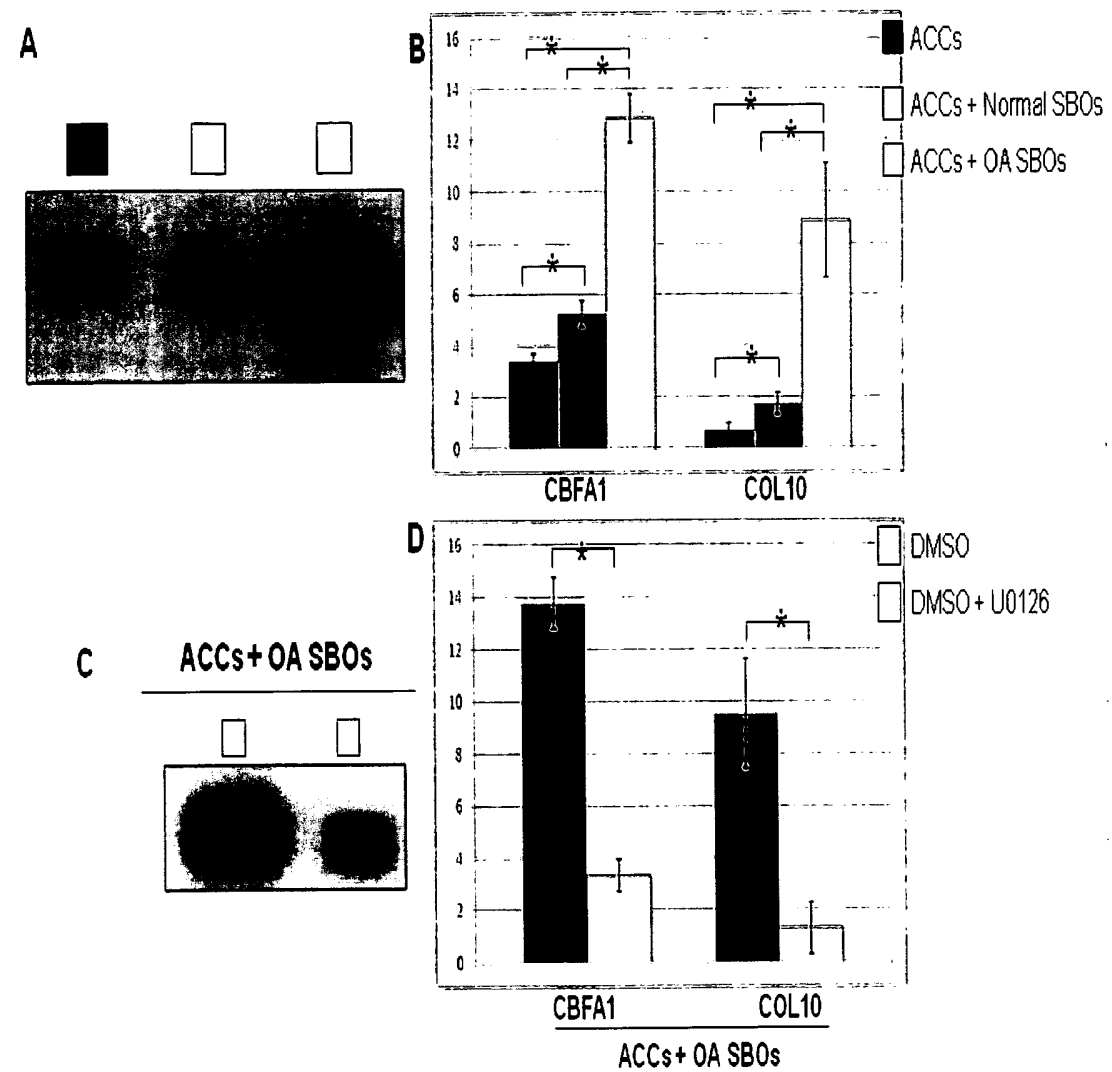 A
B
16
14
12
10
8
6
4
2
0
* * * * * *
CBFA1 COL10
ACCs
ACCs + Normal SBOs
ACCs + OA SBOs
C
ACCs + OA SBOs
D
16
14
12
10
8
6
4
2
0
* *
CBFA1 COL10
ACCs + OA SBOs
DMSO
DMSO + U0126